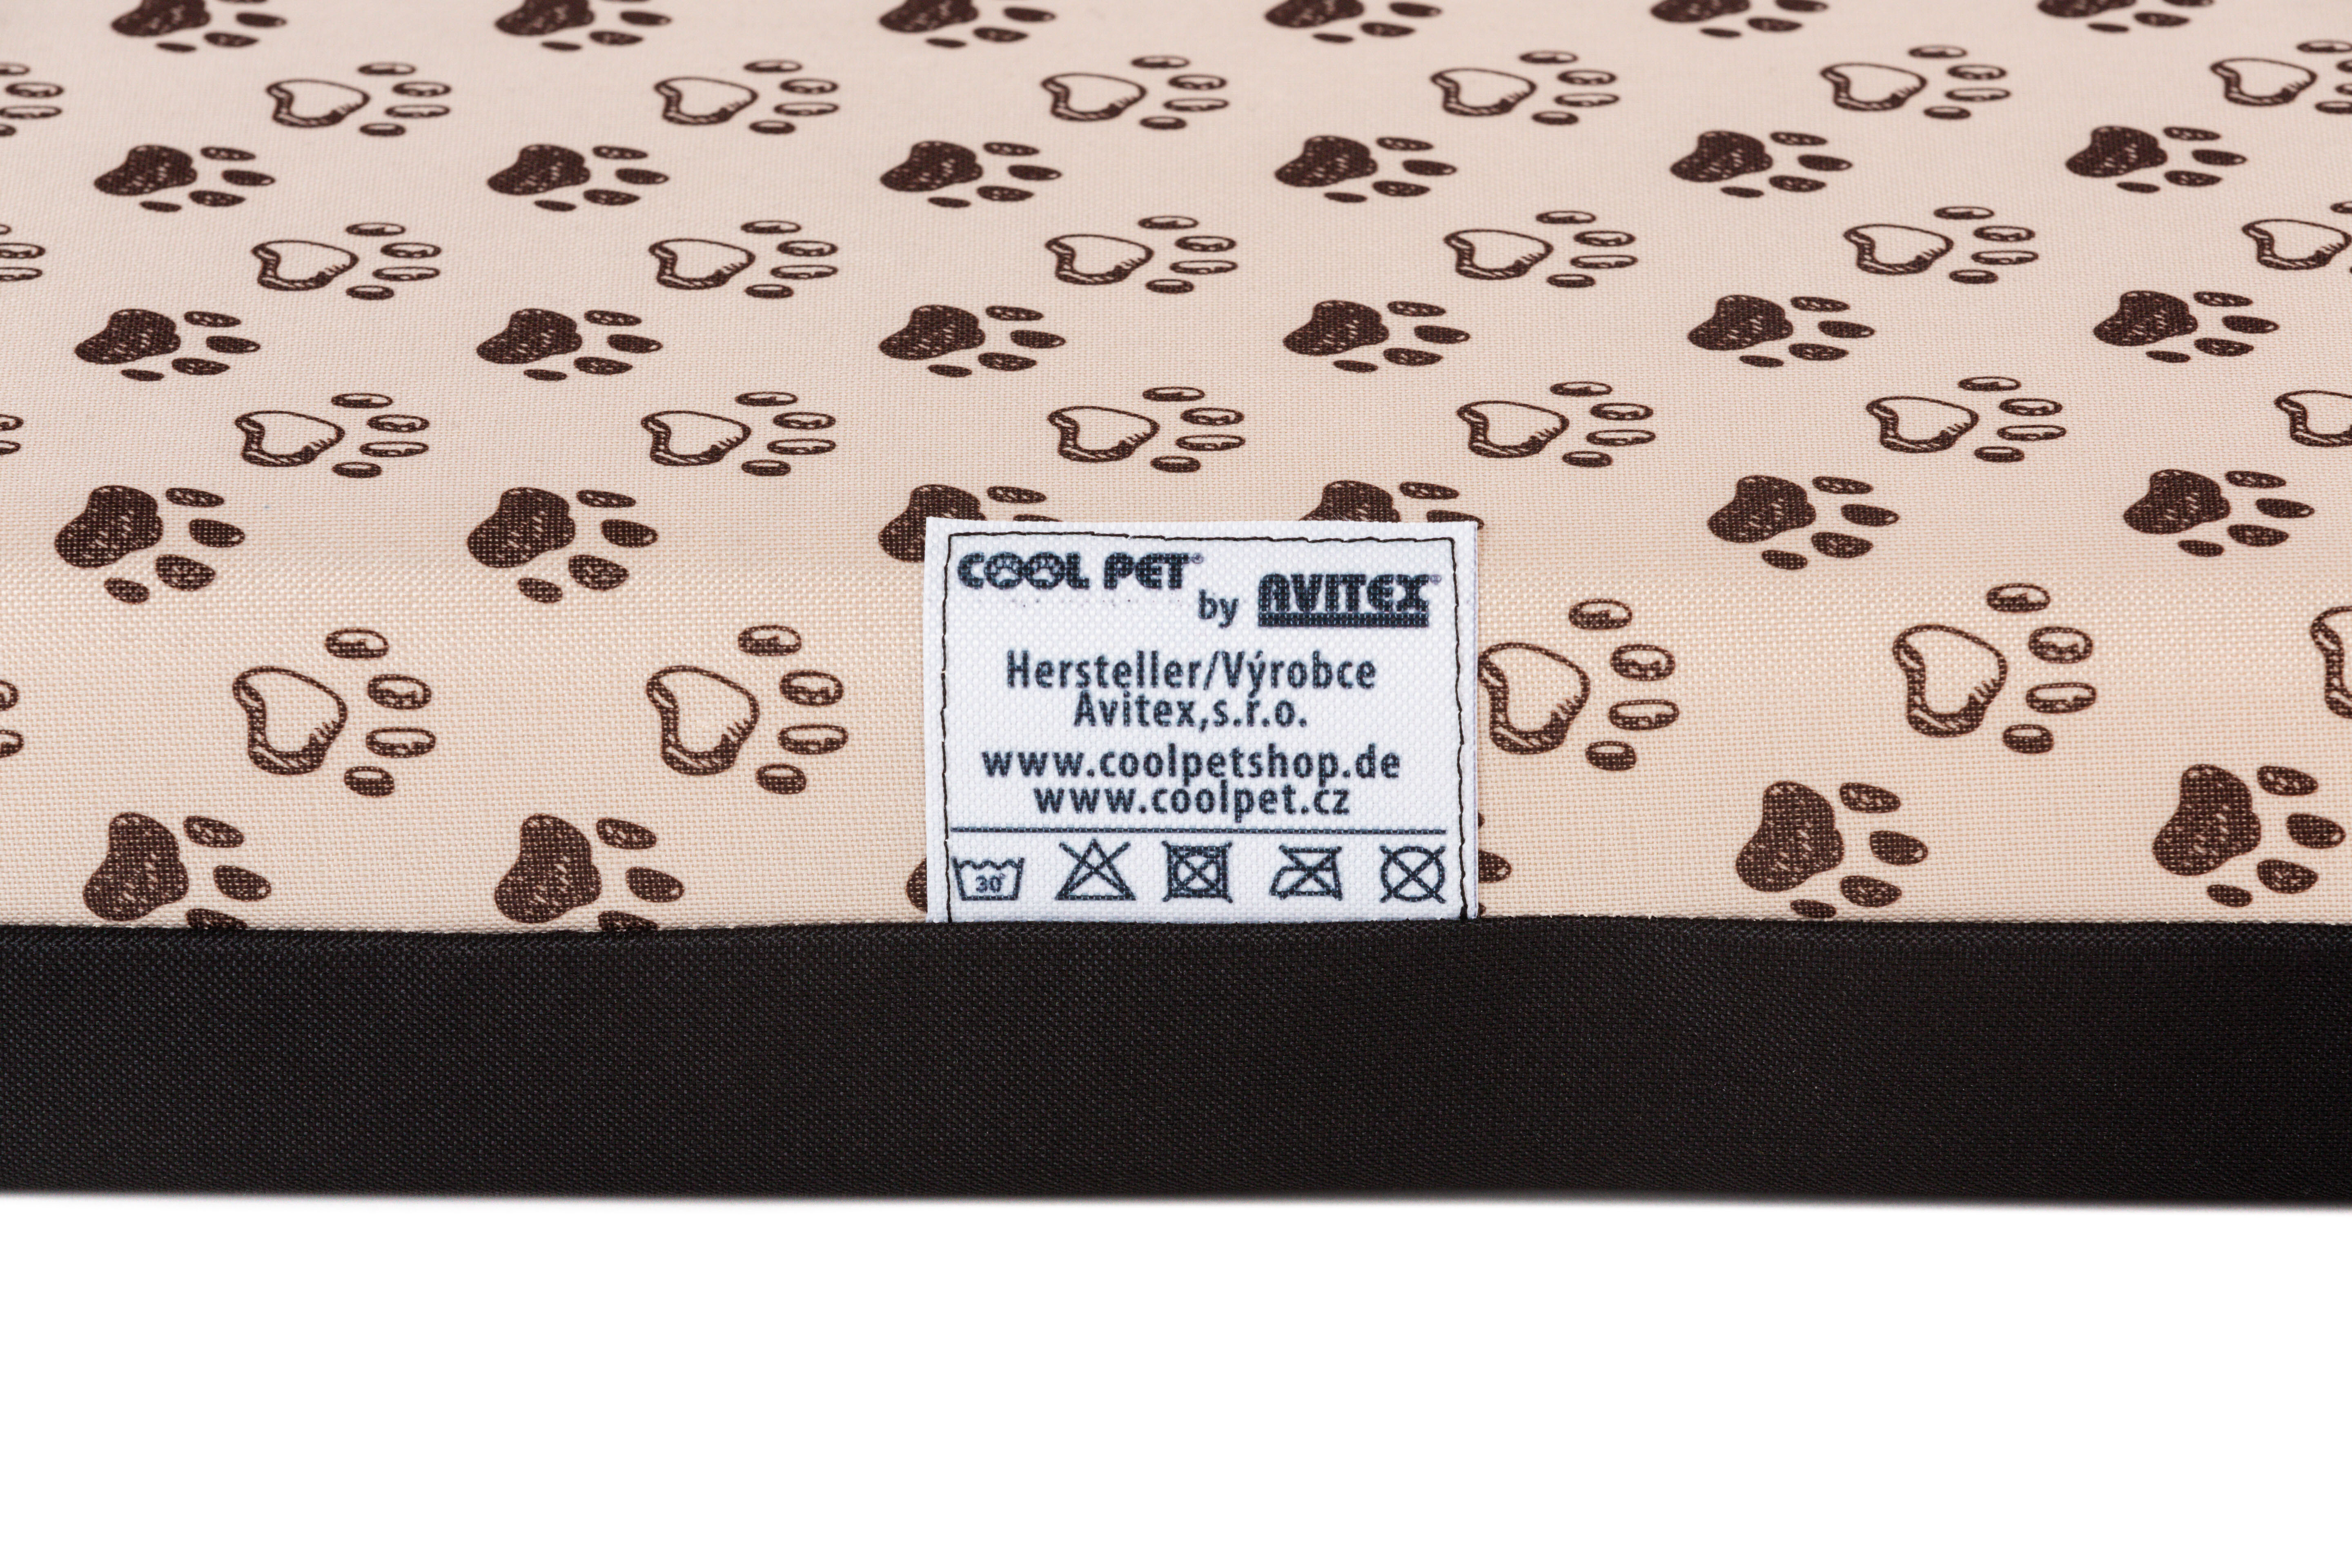 COOL PET® by AVITEX®
Hersteller/Výrobce
Avitex,s.r.o.
www.coolpetshop.de
www.coolpet.cz
30°